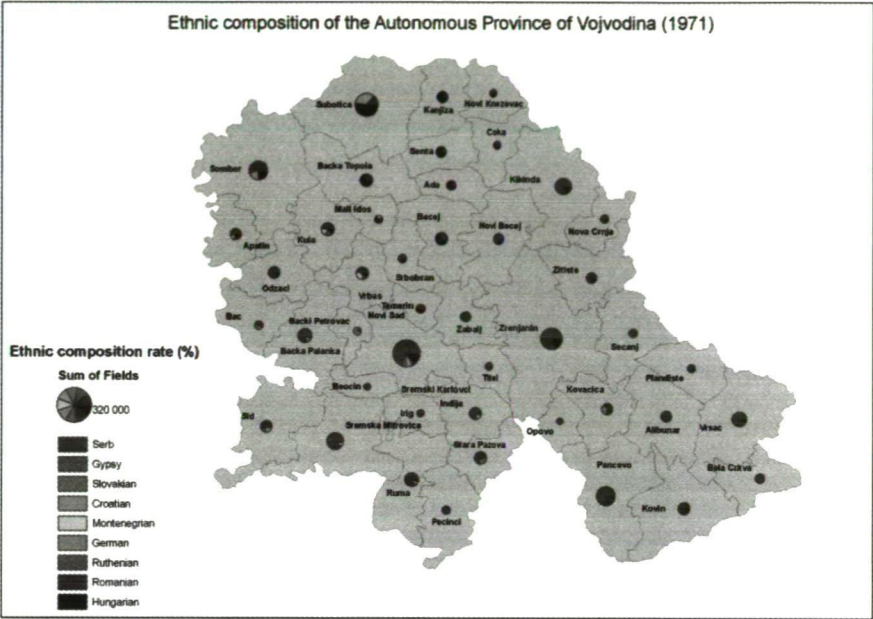 Ethnic composition of the Autonomous Province of Vojvodina (1971)
Subotica
Kanjiza
Novi Knezevac
Coka
Senta
Sombor
Backa Topola
Ada
Kikinda
Mali Idos
Becej
Novi Becej
Nova Crnja
Apatin
Kula
Srbobran
Zitiste
Odzaci
Vrbas
Temerin
Novi Sad
Bac
Backi Petrovac
Zabalj
Zrenjanin
Secanj
Backa Palanka
Titel
Plandiste
Beocin
Sremski Karlovci
Kovacica
Sid
Irig
Indija
Sremska Mitrovica
Opovo
Alibunar
Vrsac
Stara Pazova
Pancevo
Bela Crkva
Ruma
Kovin
Pecinci
Ethnic composition rate (%)
Sum of Fields
320 000
Serb
Gypsy
Slovakian
Croatian
Montenegrian
German
Ruthenian
Romanian
Hungarian